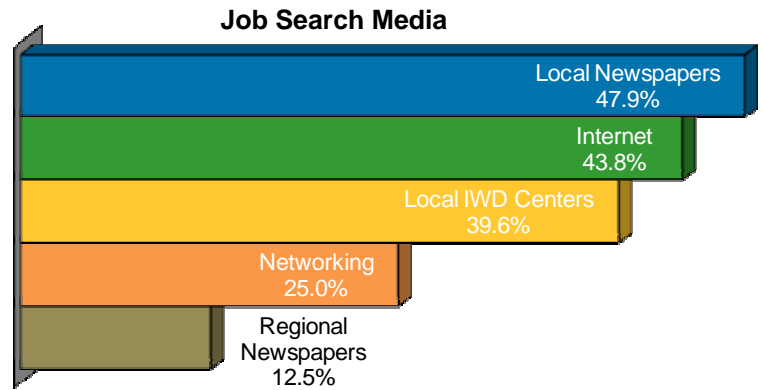 Job Search Media
Local Newspapers
47.9%
Internet
43.8%
Local IWD Centers
39.6%
Networking
25.0%
Regional
Newspapers
12.5%